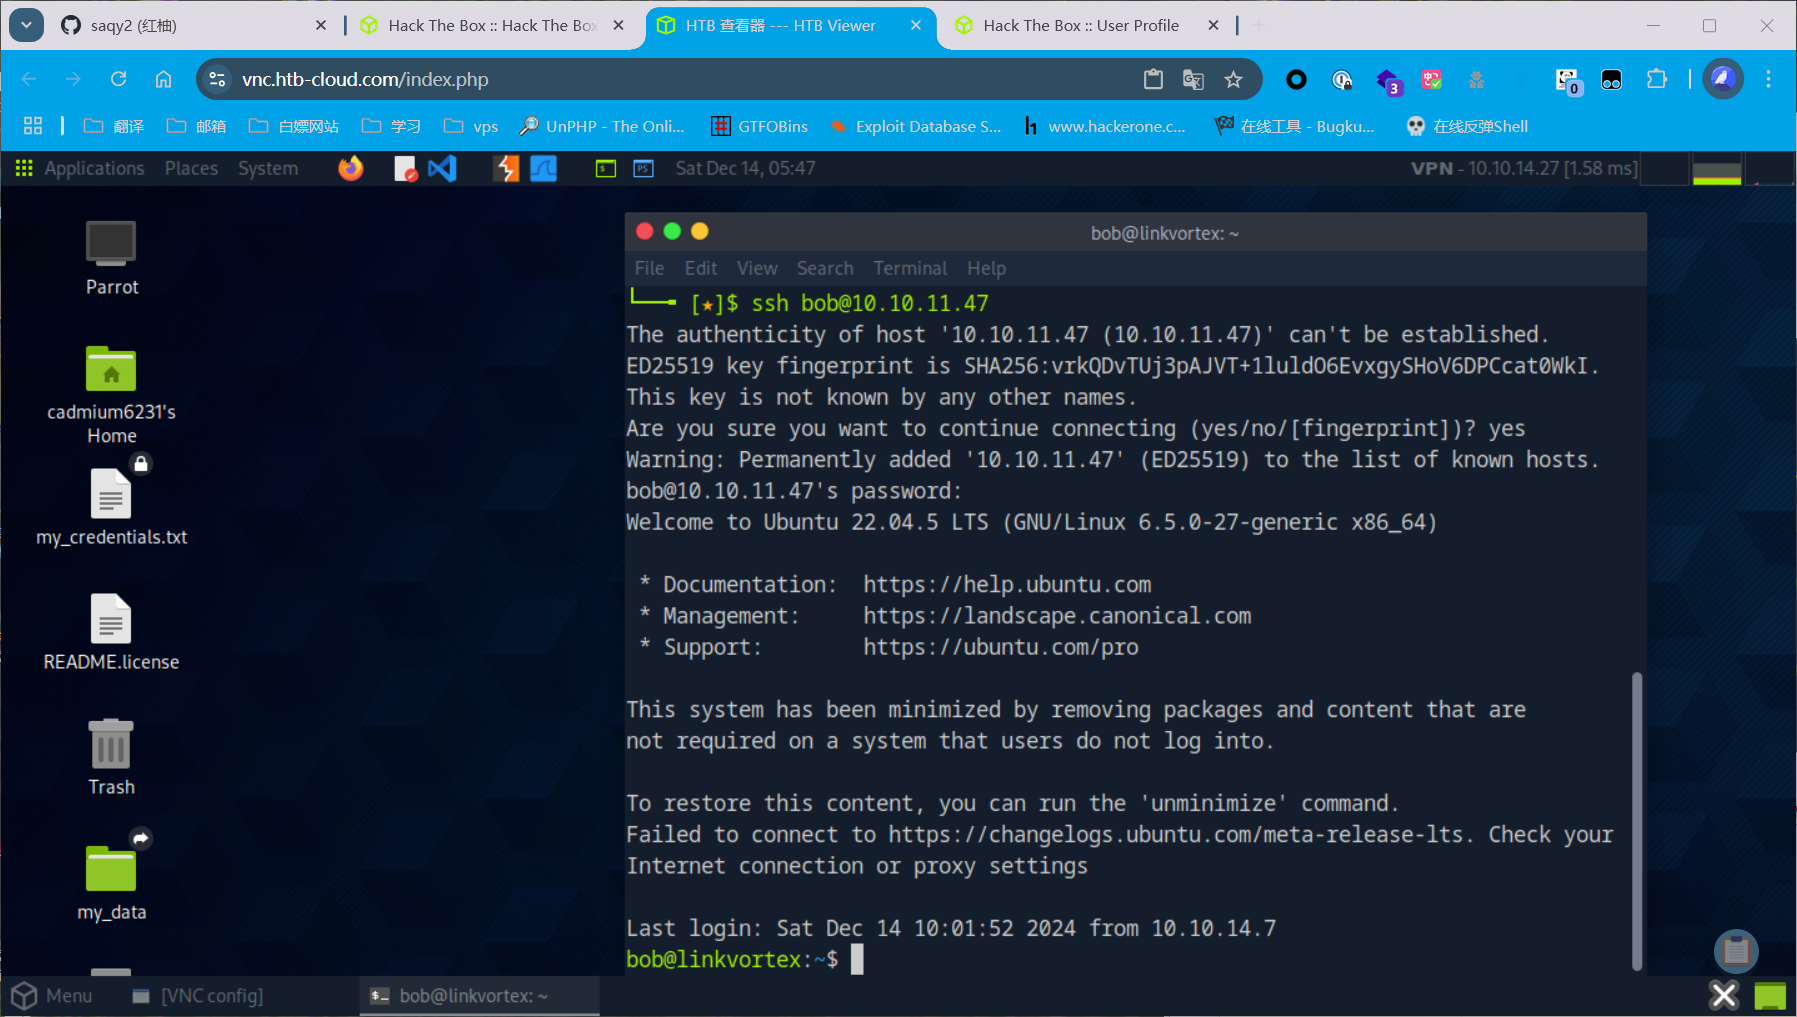 saqy2 (红柚)
Hack The Box :: Hack The Box
HTB 查看器 --- HTB Viewer
Hack The Box :: User Profile
vnc.htb-cloud.com/index.php
3
0
翻译
邮箱
白嫖网站
学习
vps
UnPHP - The Onli...
GTFOBins
Exploit Database S...
www.hackerone.c...
在线工具 - Bugku...
在线反弹Shell
Applications Places System
Sat Dec 14, 05:47
VPN - 10.10.14.27 [1.58 ms]
Parrot
cadmium6231's
Home
my_credentials.txt
README.license
Trash
my_data
bob@linkvortex: ~
File Edit View Search Terminal Help
└──╼ [★]$ ssh bob@10.10.11.47
The authenticity of host '10.10.11.47 (10.10.11.47)' can't be established.
ED25519 key fingerprint is SHA256:vrkQDvTUj3pAJVT+1luldO6EvxgySHoV6DPCcat0WkI.
This key is not known by any other names.
Are you sure you want to continue connecting (yes/no/[fingerprint])? yes
Warning: Permanently added '10.10.11.47' (ED25519) to the list of known hosts.
bob@10.10.11.47's password:
Welcome to Ubuntu 22.04.5 LTS (GNU/Linux 6.5.0-27-generic x86_64)
* Documentation:  https://help.ubuntu.com
* Management:     https://landscape.canonical.com
* Support:        https://ubuntu.com/pro
This system has been minimized by removing packages and content that are
not required on a system that users do not log into.
To restore this content, you can run the 'unminimize' command.
Failed to connect to https://changelogs.ubuntu.com/meta-release-lts. Check your
Internet connection or proxy settings
Last login: Sat Dec 14 10:01:52 2024 from 10.10.14.7
bob@linkvortex:~$
Menu
[VNC config]
bob@linkvortex: ~